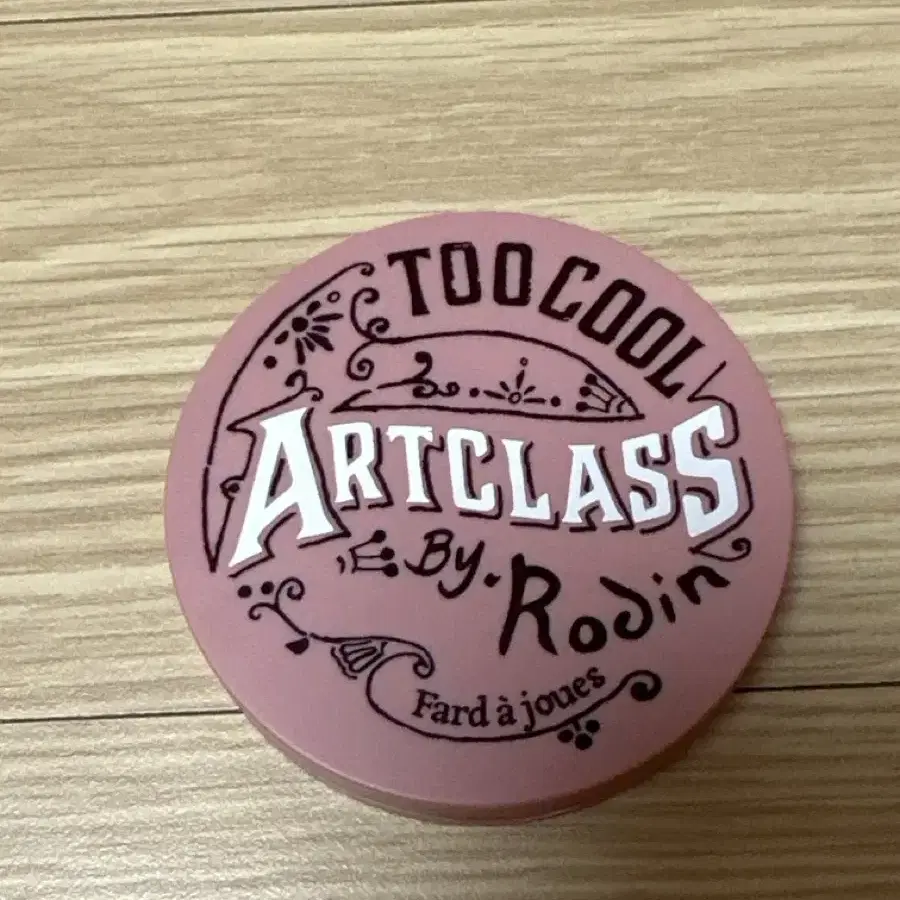 TOO COOL
ARTCLASS
By. Rodin
Fard à joues